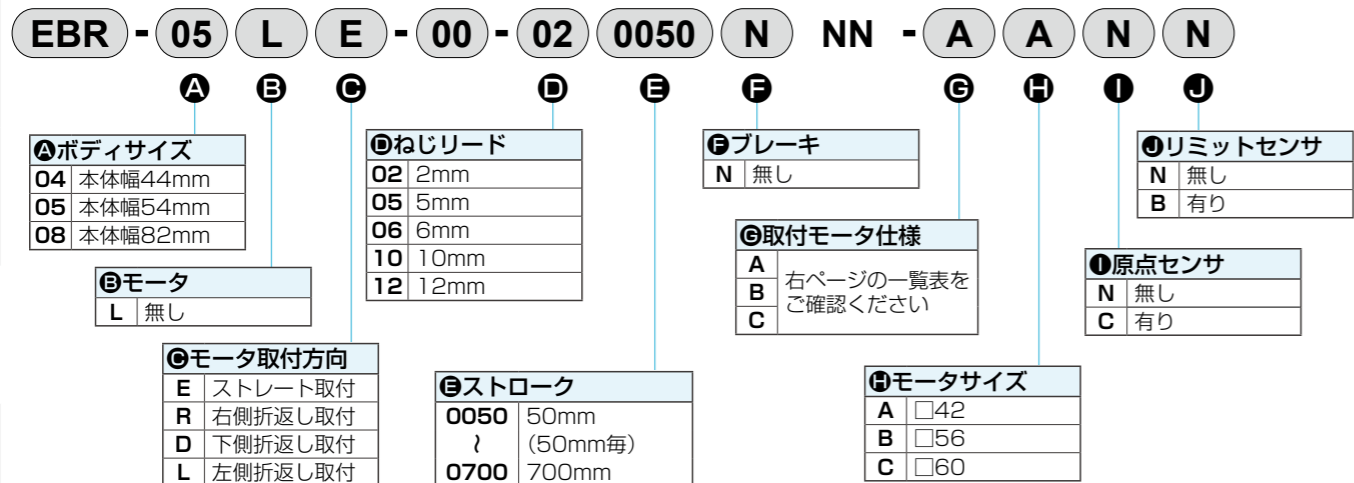 EBR - 05 L E - 00 - 02 0050 N NN - A A N N
A B C D E F G H I J
Aボディサイズ
04 本体幅44mm
05 本体幅54mm
08 本体幅82mm
Bモータ
L 無し
Cモータ取付方向
E ストレート取付
R 右側折返し取付
D 下側折返し取付
L 左側折返し取付
Dねじリード
02 2mm
05 5mm
06 6mm
10 10mm
12 12mm
Eストローク
0050 50mm
~ (50mm毎)
0700 700mm
Fブレーキ
N 無し
G取付モータ仕様
A
B
C
右ページの一覧表を
ご確認ください
Hモータサイズ
A □42
B □56
C □60
I原点センサ
N 無し
C 有り
Jリミットセンサ
N 無し
B 有り